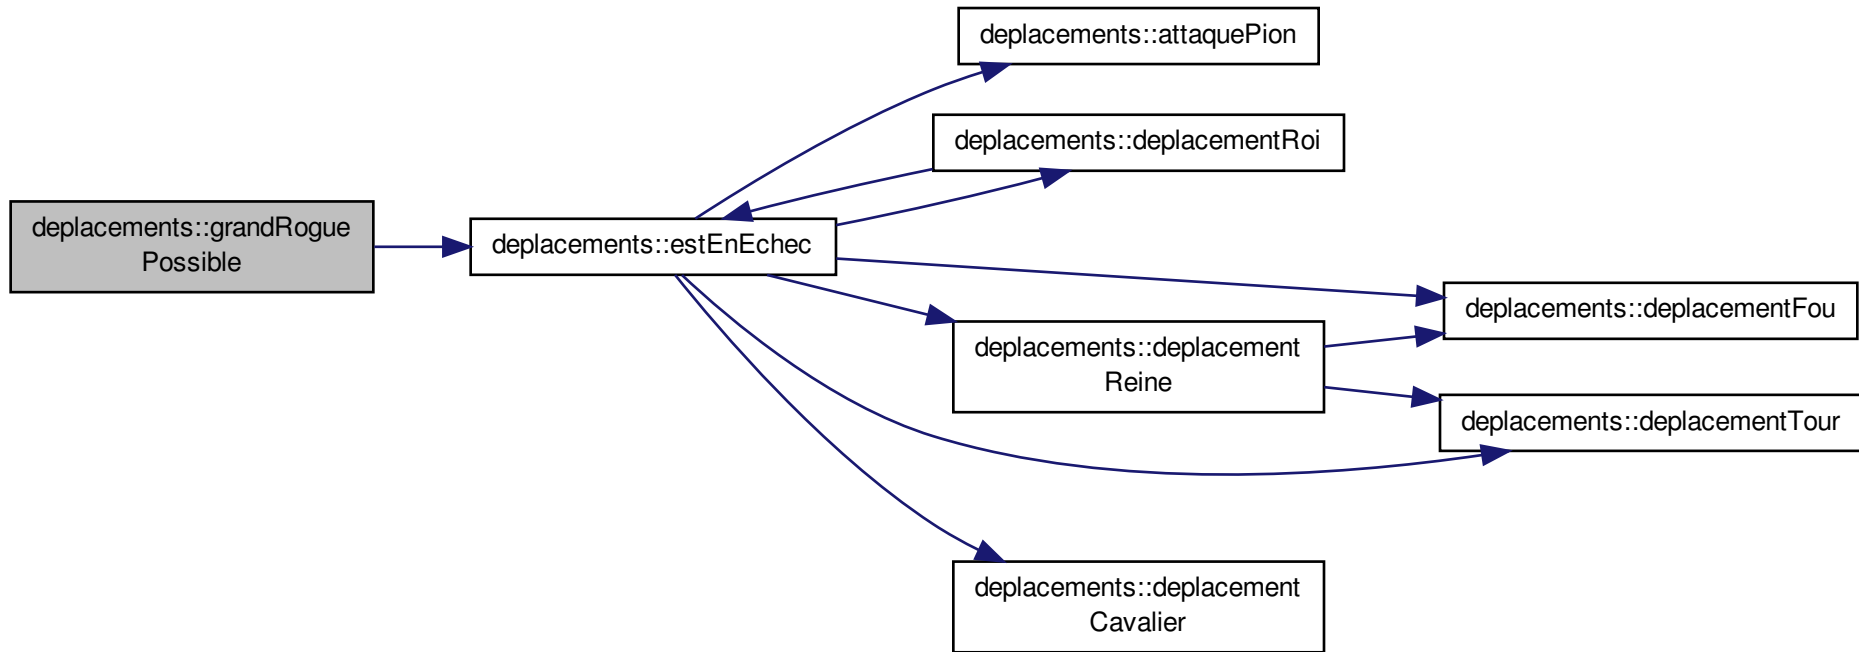 deplacements::grandRogue
Possible
deplacements::estEnEchec
deplacements::attaquePion
deplacements::deplacementRoi
deplacements::deplacement
Reine
deplacements::deplacementFou
deplacements::deplacementTour
deplacements::deplacement
Cavalier